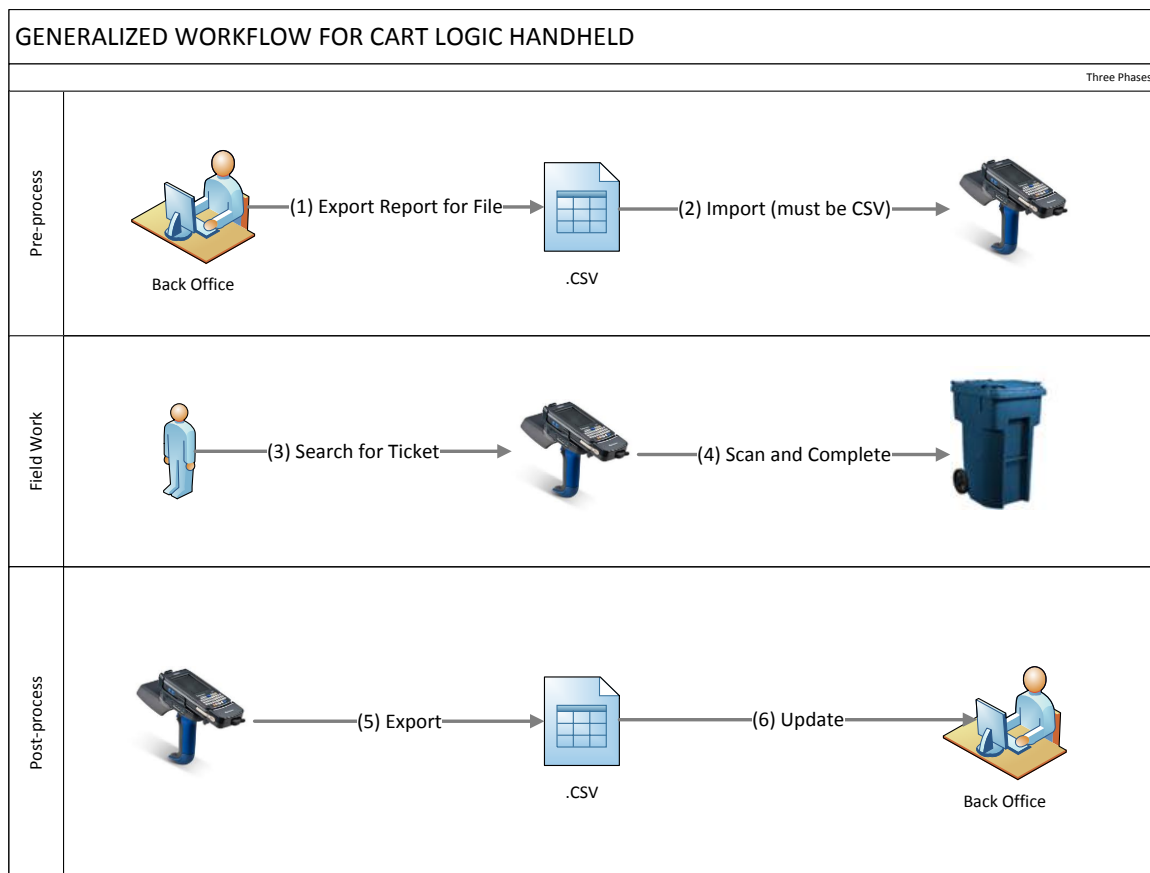 GENERALIZED WORKFLOW FOR CART LOGIC HANDHELD
Three Phases
Pre-process
(1) Export Report for File
(2) Import (must be CSV)
Back Office
.CSV
Field Work
(3) Search for Ticket
(4) Scan and Complete
Post-process
(5) Export
(6) Update
.CSV
Back Office